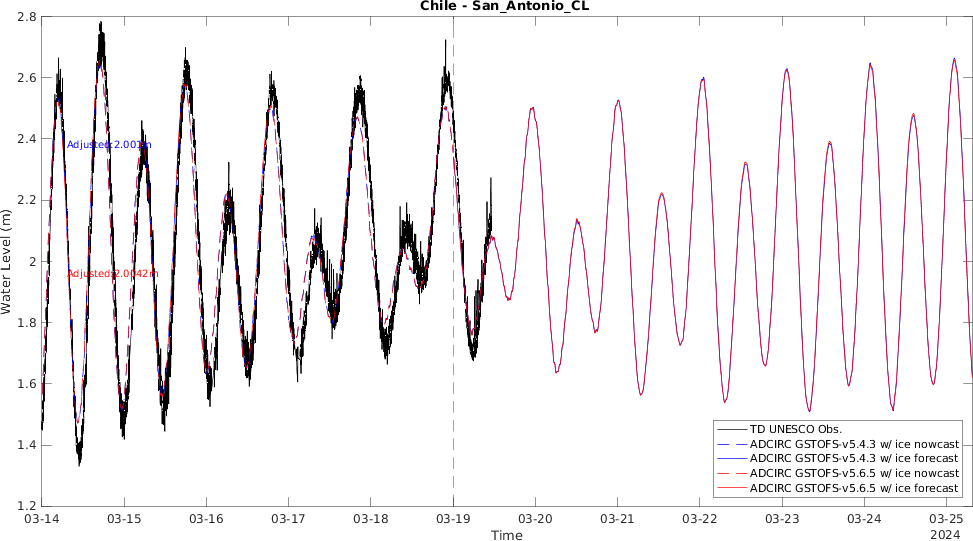 Chile - San_Antonio_CL
2.8
2.6
2.4
2.2
2
1.8
1.6
1.4
1.2
Water Level (m)
Adjusted:2.001m
Adjusted:2.0042m
TD UNESCO Obs.
ADCIRC GSTOFS-v5.4.3 w/ ice nowcast
ADCIRC GSTOFS-v5.4.3 w/ ice forecast
ADCIRC GSTOFS-v5.6.5 w/ ice nowcast
ADCIRC GSTOFS-v5.6.5 w/ ice forecast
03-14 03-15 03-16 03-17 03-18 03-19 03-20 03-21 03-22 03-23 03-24 03-25
2024
Time